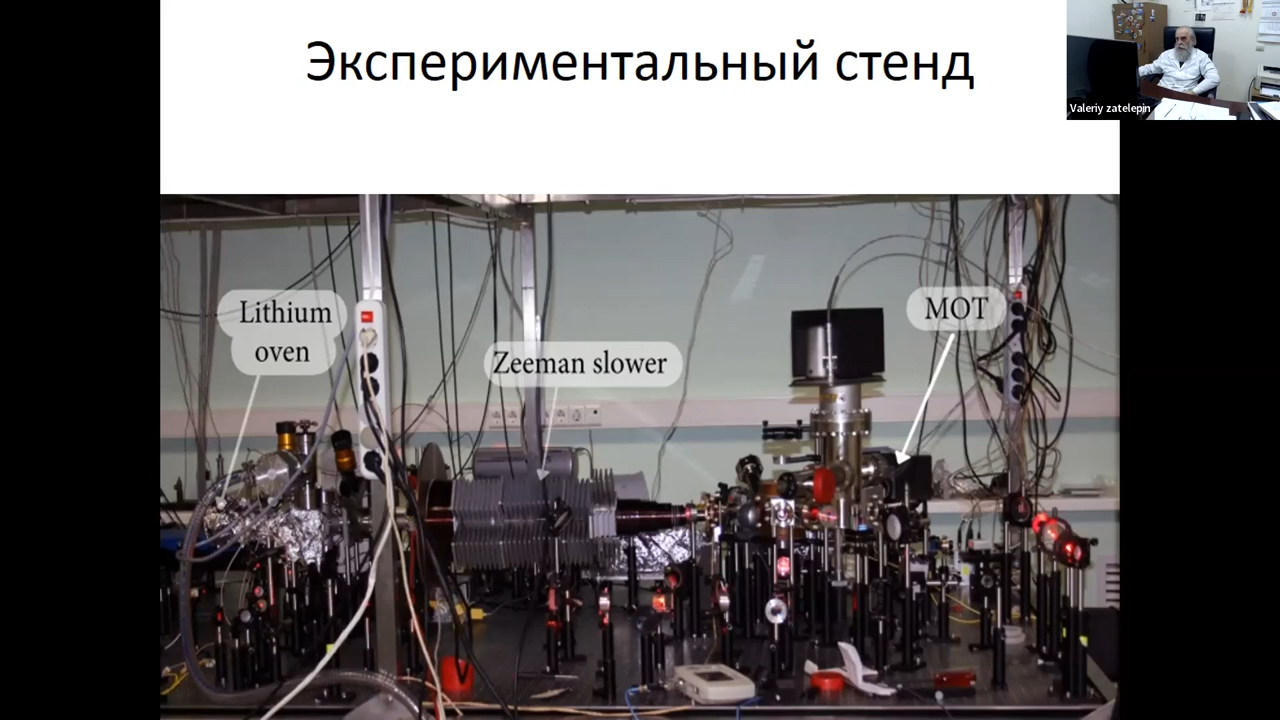 Экспериментальный стенд
Valeriy zatelepin
Lithium
oven
Zeeman slower
MOT